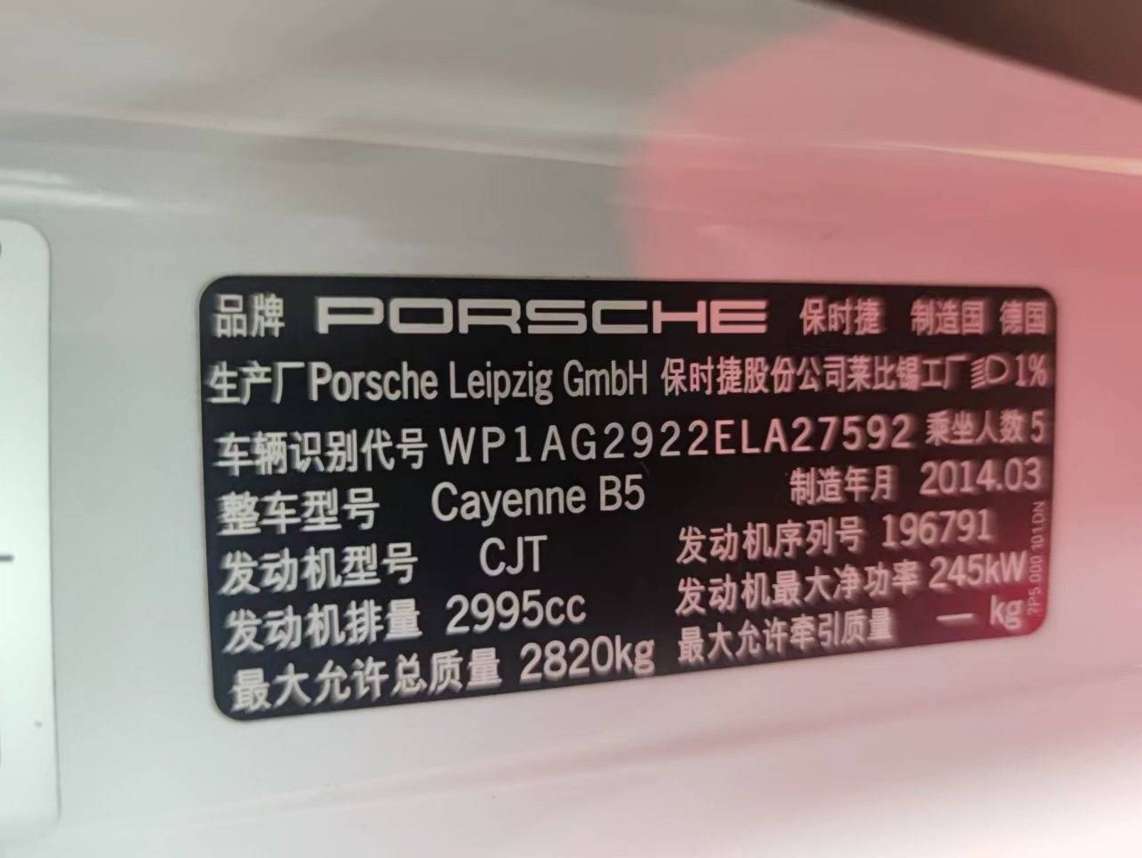 品牌 PORSCHE 保时捷 制造国 德国
生产厂 Porsche Leipzig GmbH 保时捷股份公司莱比锡工厂 1%
车辆识别代号 WP1AG2922ELA27592 乘坐人数 5
整车型号 Cayenne B5 制造年月 2014.03
发动机型号 CJT 发动机序列号 196791
发动机排量 2995cc 发动机最大净功率 245kW
最大允许总质量 2820kg 最大允许牵引质量 — kg
7P5.000.101.DN